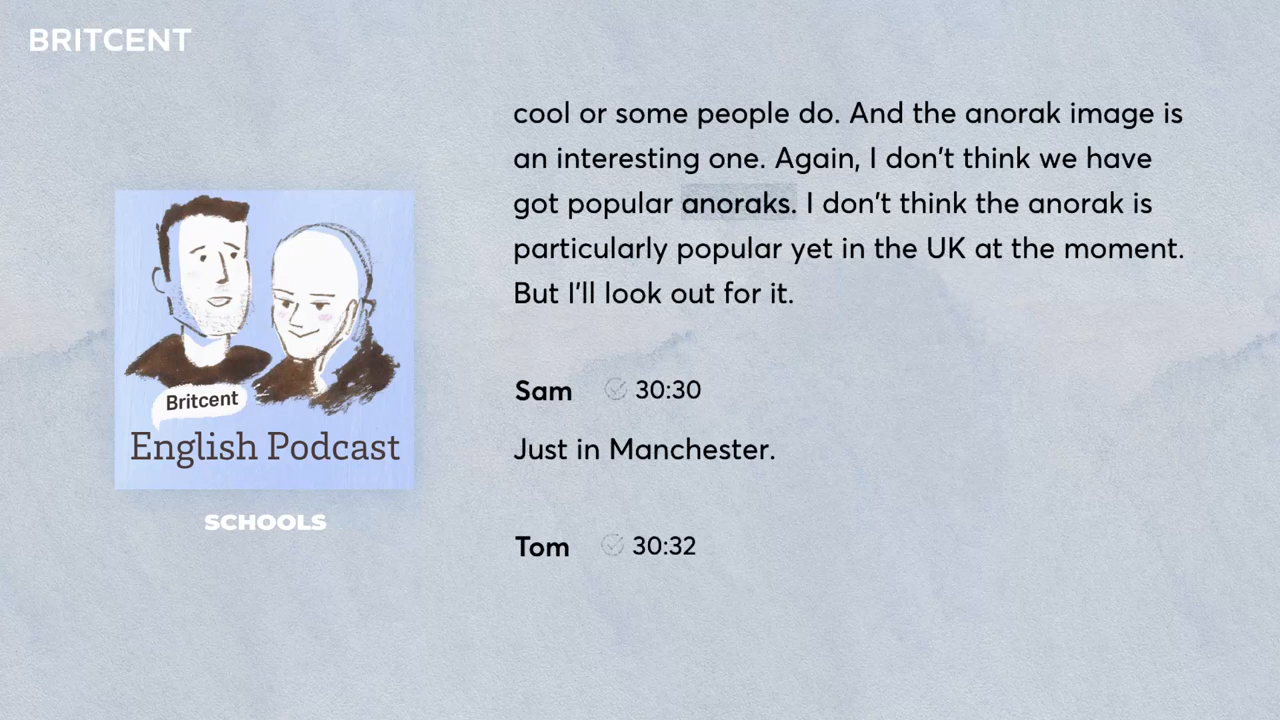 BRITCENT
cool or some people do. And the anorak image is
an interesting one. Again, I don't think we have
got popular anoraks. I don't think the anorak is
particularly popular yet in the UK at the moment.
But I'll look out for it.
Sam 30:30
Just in Manchester.
Tom 30:32
Britcent
English Podcast
SCHOOLS